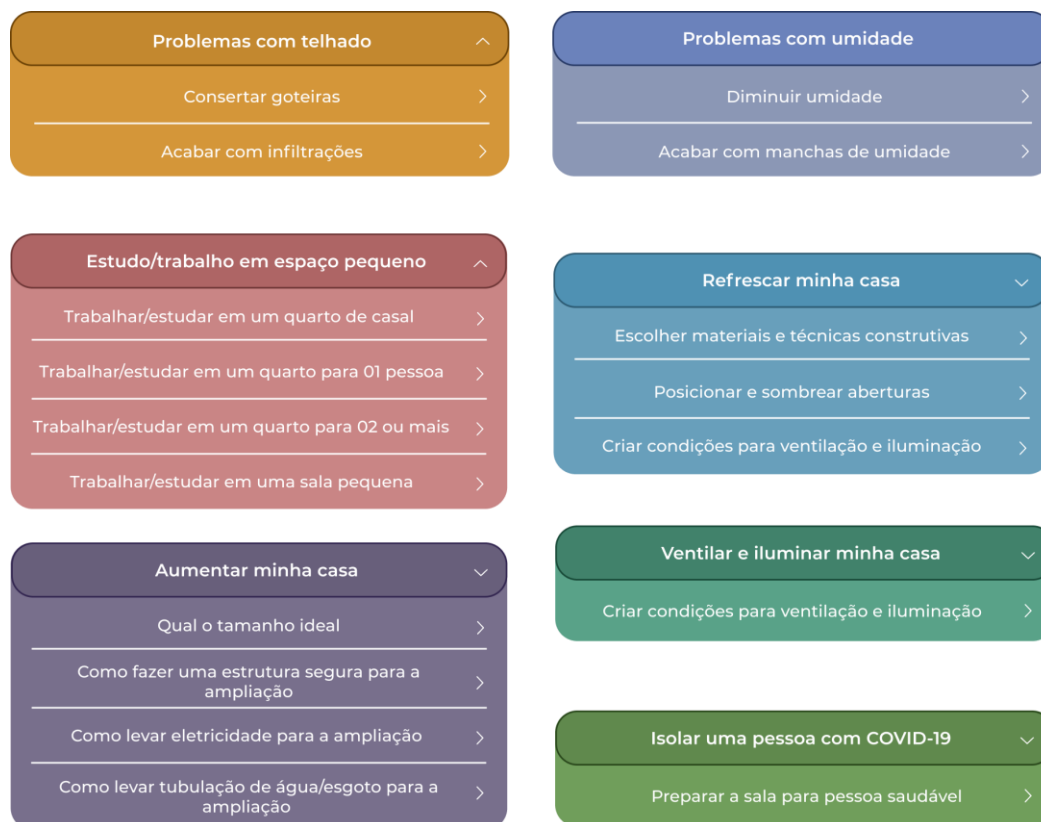 Problemas com telhado
Consertar goteiras
Acabar com infiltrações
Problemas com umidade
Diminuir umidade
Acabar com manchas de umidade
Estudo/trabalho em espaço pequeno
Trabalhar/estudar em um quarto de casal
Trabalhar/estudar em um quarto para 01 pessoa
Trabalhar/estudar em um quarto para 02 ou mais
Trabalhar/estudar em uma sala pequena
Refrescar minha casa
Escolher materiais e técnicas construtivas
Posicionar e sombrear aberturas
Criar condições para ventilação e iluminação
Aumentar minha casa
Qual o tamanho ideal
Como fazer uma estrutura segura para a
ampliação
Como levar eletricidade para a ampliação
Como levar tubulação de água/esgoto para a
ampliação
Ventilar e iluminar minha casa
Criar condições para ventilação e iluminação
Isolar uma pessoa com COVID-19
Preparar a sala para pessoa saudável